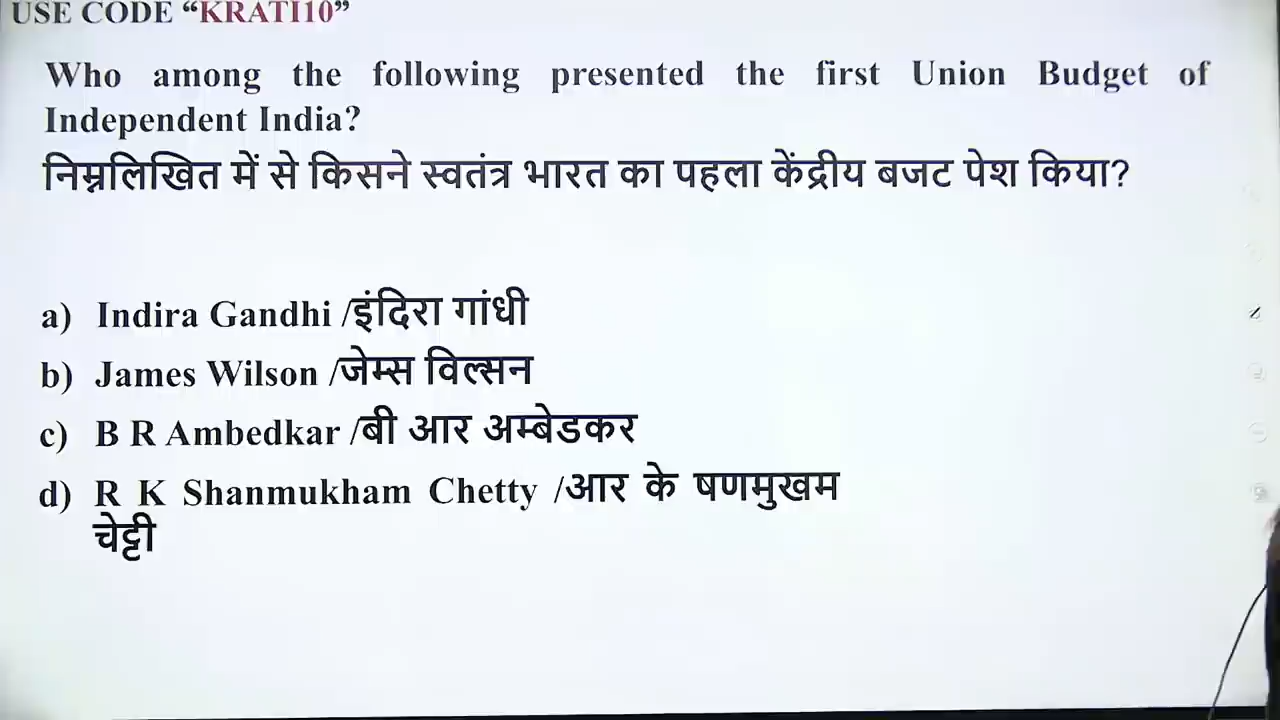 USE CODE “KRATI10”
Who among the following presented the first Union Budget of
Independent India?
निम्नलिखित में से किसने स्वतंत्र भारत का पहला केंद्रीय बजट पेश किया?
a) Indira Gandhi /इंदिरा गांधी
b) James Wilson /जेम्स विल्सन
c) B R Ambedkar /बी आर अम्बेडकर
d) R K Shanmukham Chetty /आर के षणमुखम
चेट्टी